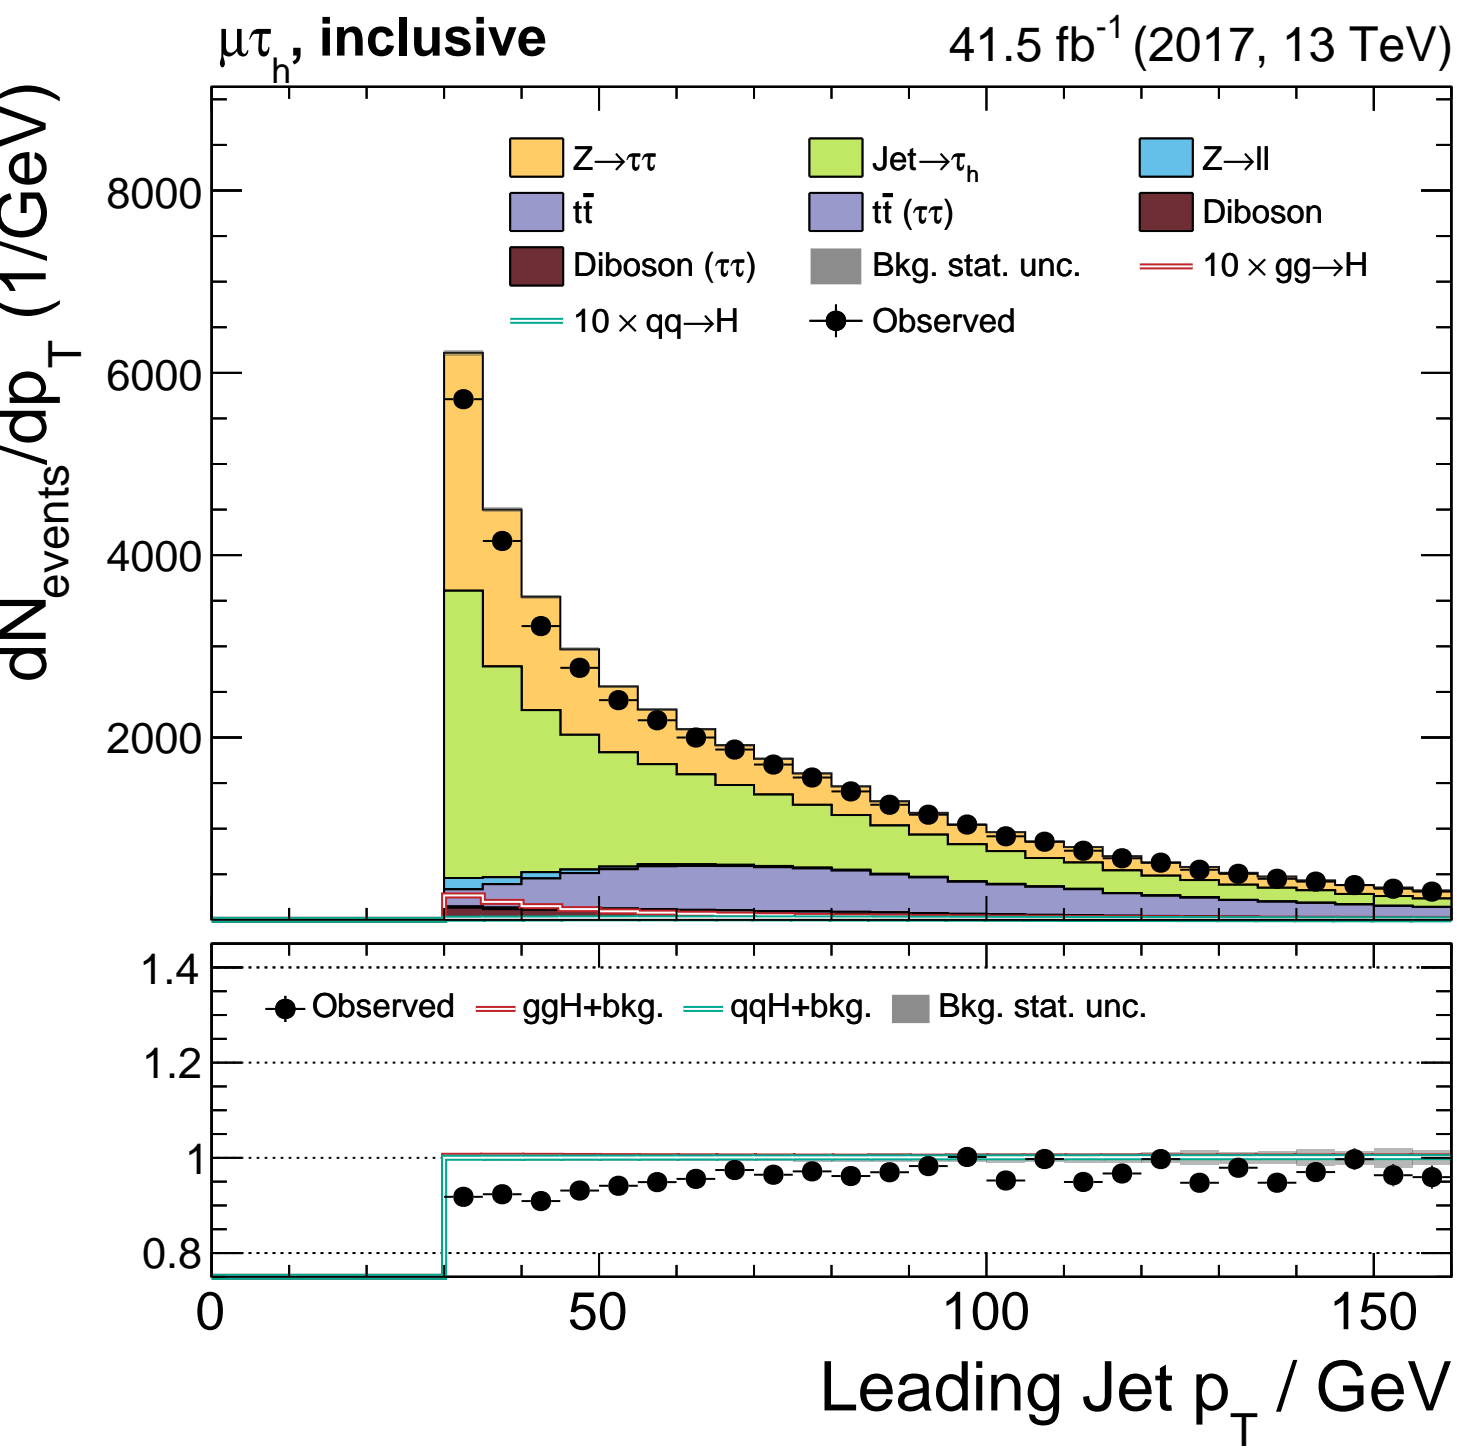 μτh, inclusive 41.5 fb-1 (2017, 13 TeV)
dNevents/dpT (1/GeV)
8000
6000
4000
2000
Z→ττ Jet→τh Z→ll
tt̄ tt̄ (ττ) Diboson
Diboson (ττ) Bkg. stat. unc. 10 × gg→H
10 × qq→H Observed
1.4
1.2
1
0.8
Observed ggH+bkg. qqH+bkg. Bkg. stat. unc.
0 50 100 150
Leading Jet pT / GeV